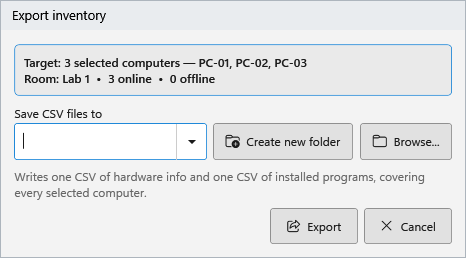 Export inventory
Target: 3 selected computers — PC-01, PC-02, PC-03
Room: Lab 1 • 3 online • 0 offline
Save CSV files to
Create new folder
Browse...
Writes one CSV of hardware info and one CSV of installed programs, covering
every selected computer.
Export
Cancel